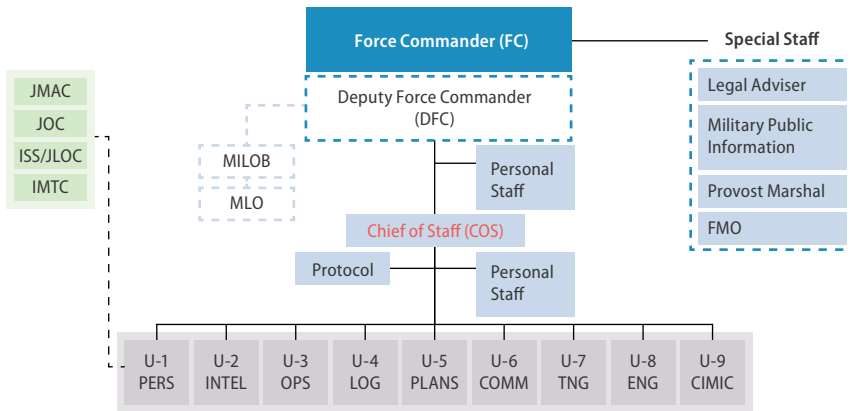 Force Commander (FC)
Special Staff
Deputy Force Commander
(DFC)
Legal Adviser
Military Public
Information
Provost Marshal
FMO
JMAC
JOC
ISS/JLOC
IMTC
MILOB
MLO
Personal
Staff
Chief of Staff (COS)
Protocol
Personal
Staff
U-1
PERS
U-2
INTEL
U-3
OPS
U-4
LOG
U-5
PLANS
U-6
COMM
U-7
TNG
U-8
ENG
U-9
CIMIC